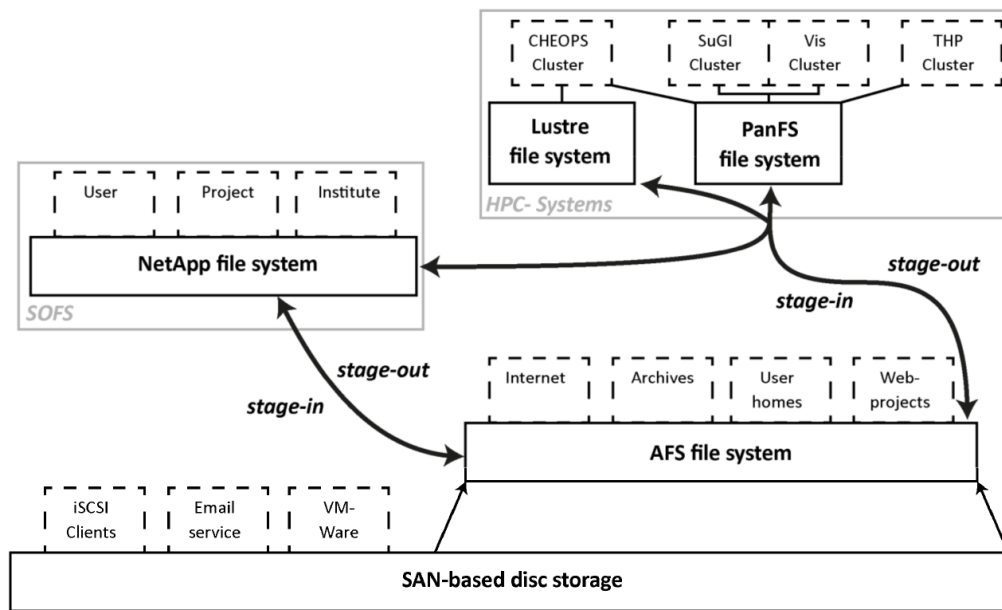 CHEOPS
Cluster
SuGI
Cluster
Vis
Cluster
THP
Cluster
Lustre
file system
PanFS
file system
HPC- Systems
User
Project
Institute
NetApp file system
SOFS
stage-out
stage-in
stage-out
stage-in
Internet
Archives
User
homes
Web-
projects
AFS file system
iSCSI
Clients
Email
service
VM-
Ware
SAN-based disc storage